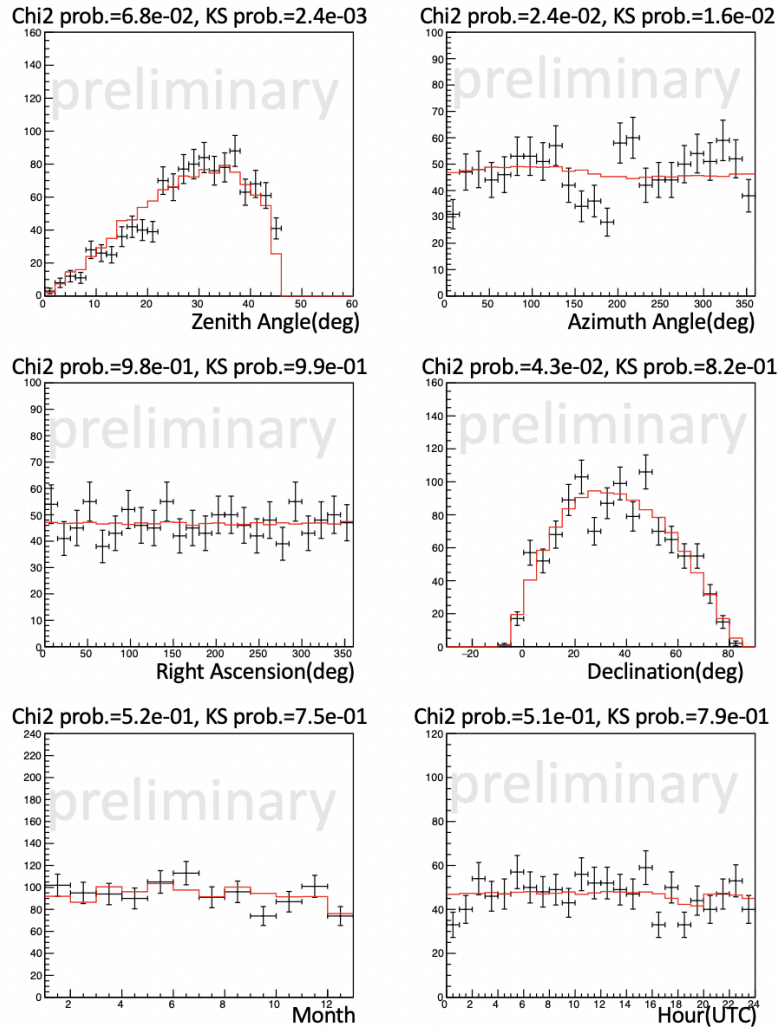 Chi2 prob.=6.8e-02, KS prob.=2.4e-03
160
140
120
100
80
60
40
20
0
preliminary
0 10 20 30 40 50 60
Zenith Angle(deg)
Chi2 prob.=2.4e-02, KS prob.=1.6e-02
100
90
80
70
60
50
40
30
20
10
0
preliminary
0 50 100 150 200 250 300 350
Azimuth Angle(deg)
Chi2 prob.=9.8e-01, KS prob.=9.9e-01
100
90
80
70
60
50
40
30
20
10
0
preliminary
0 50 100 150 200 250 300 350
Right Ascension(deg)
Chi2 prob.=4.3e-02, KS prob.=8.2e-01
160
140
120
100
80
60
40
20
0
preliminary
−20 0 20 40 60 80
Declination(deg)
Chi2 prob.=5.2e-01, KS prob.=7.5e-01
240
220
200
180
160
140
120
100
80
60
40
20
0
preliminary
2 4 6 8 10 12
Month
Chi2 prob.=5.1e-01, KS prob.=7.9e-01
120
100
80
60
40
20
0
preliminary
0 2 4 6 8 10 12 14 16 18 20 22 24
Hour(UTC)